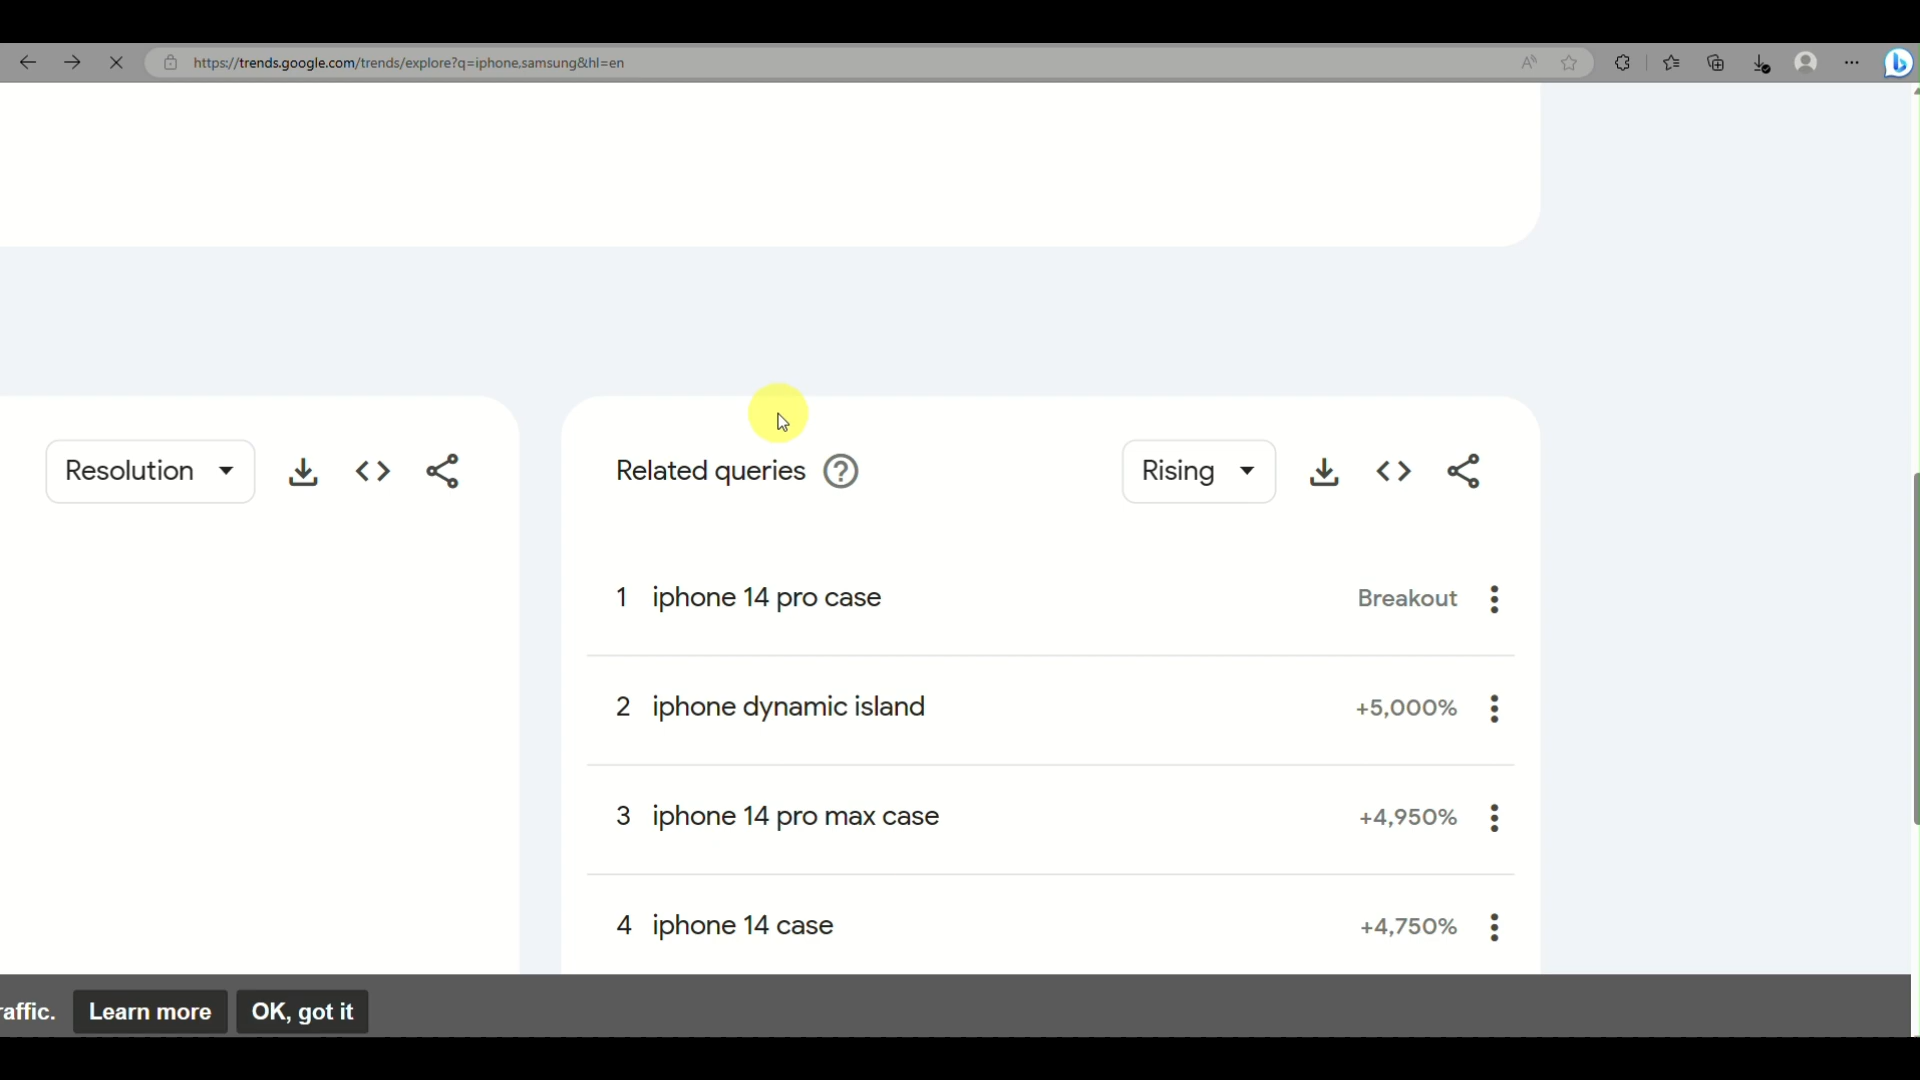 https://trends.google.com/trends/explore?q=iphone,samsung&hl=en
Resolution
Related queries ?
Rising
1 iphone 14 pro case Breakout
2 iphone dynamic island +5,000%
3 iphone 14 pro max case +4,950%
4 iphone 14 case +4,750%
raffic. Learn more OK, got it